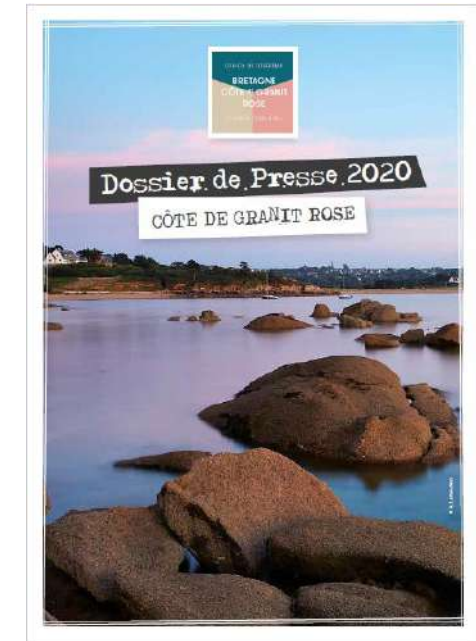 BRETAGNE
CÔTE DE GRANIT
ROSE
Dossier de Presse 2020
CÔTE DE GRANIT ROSE